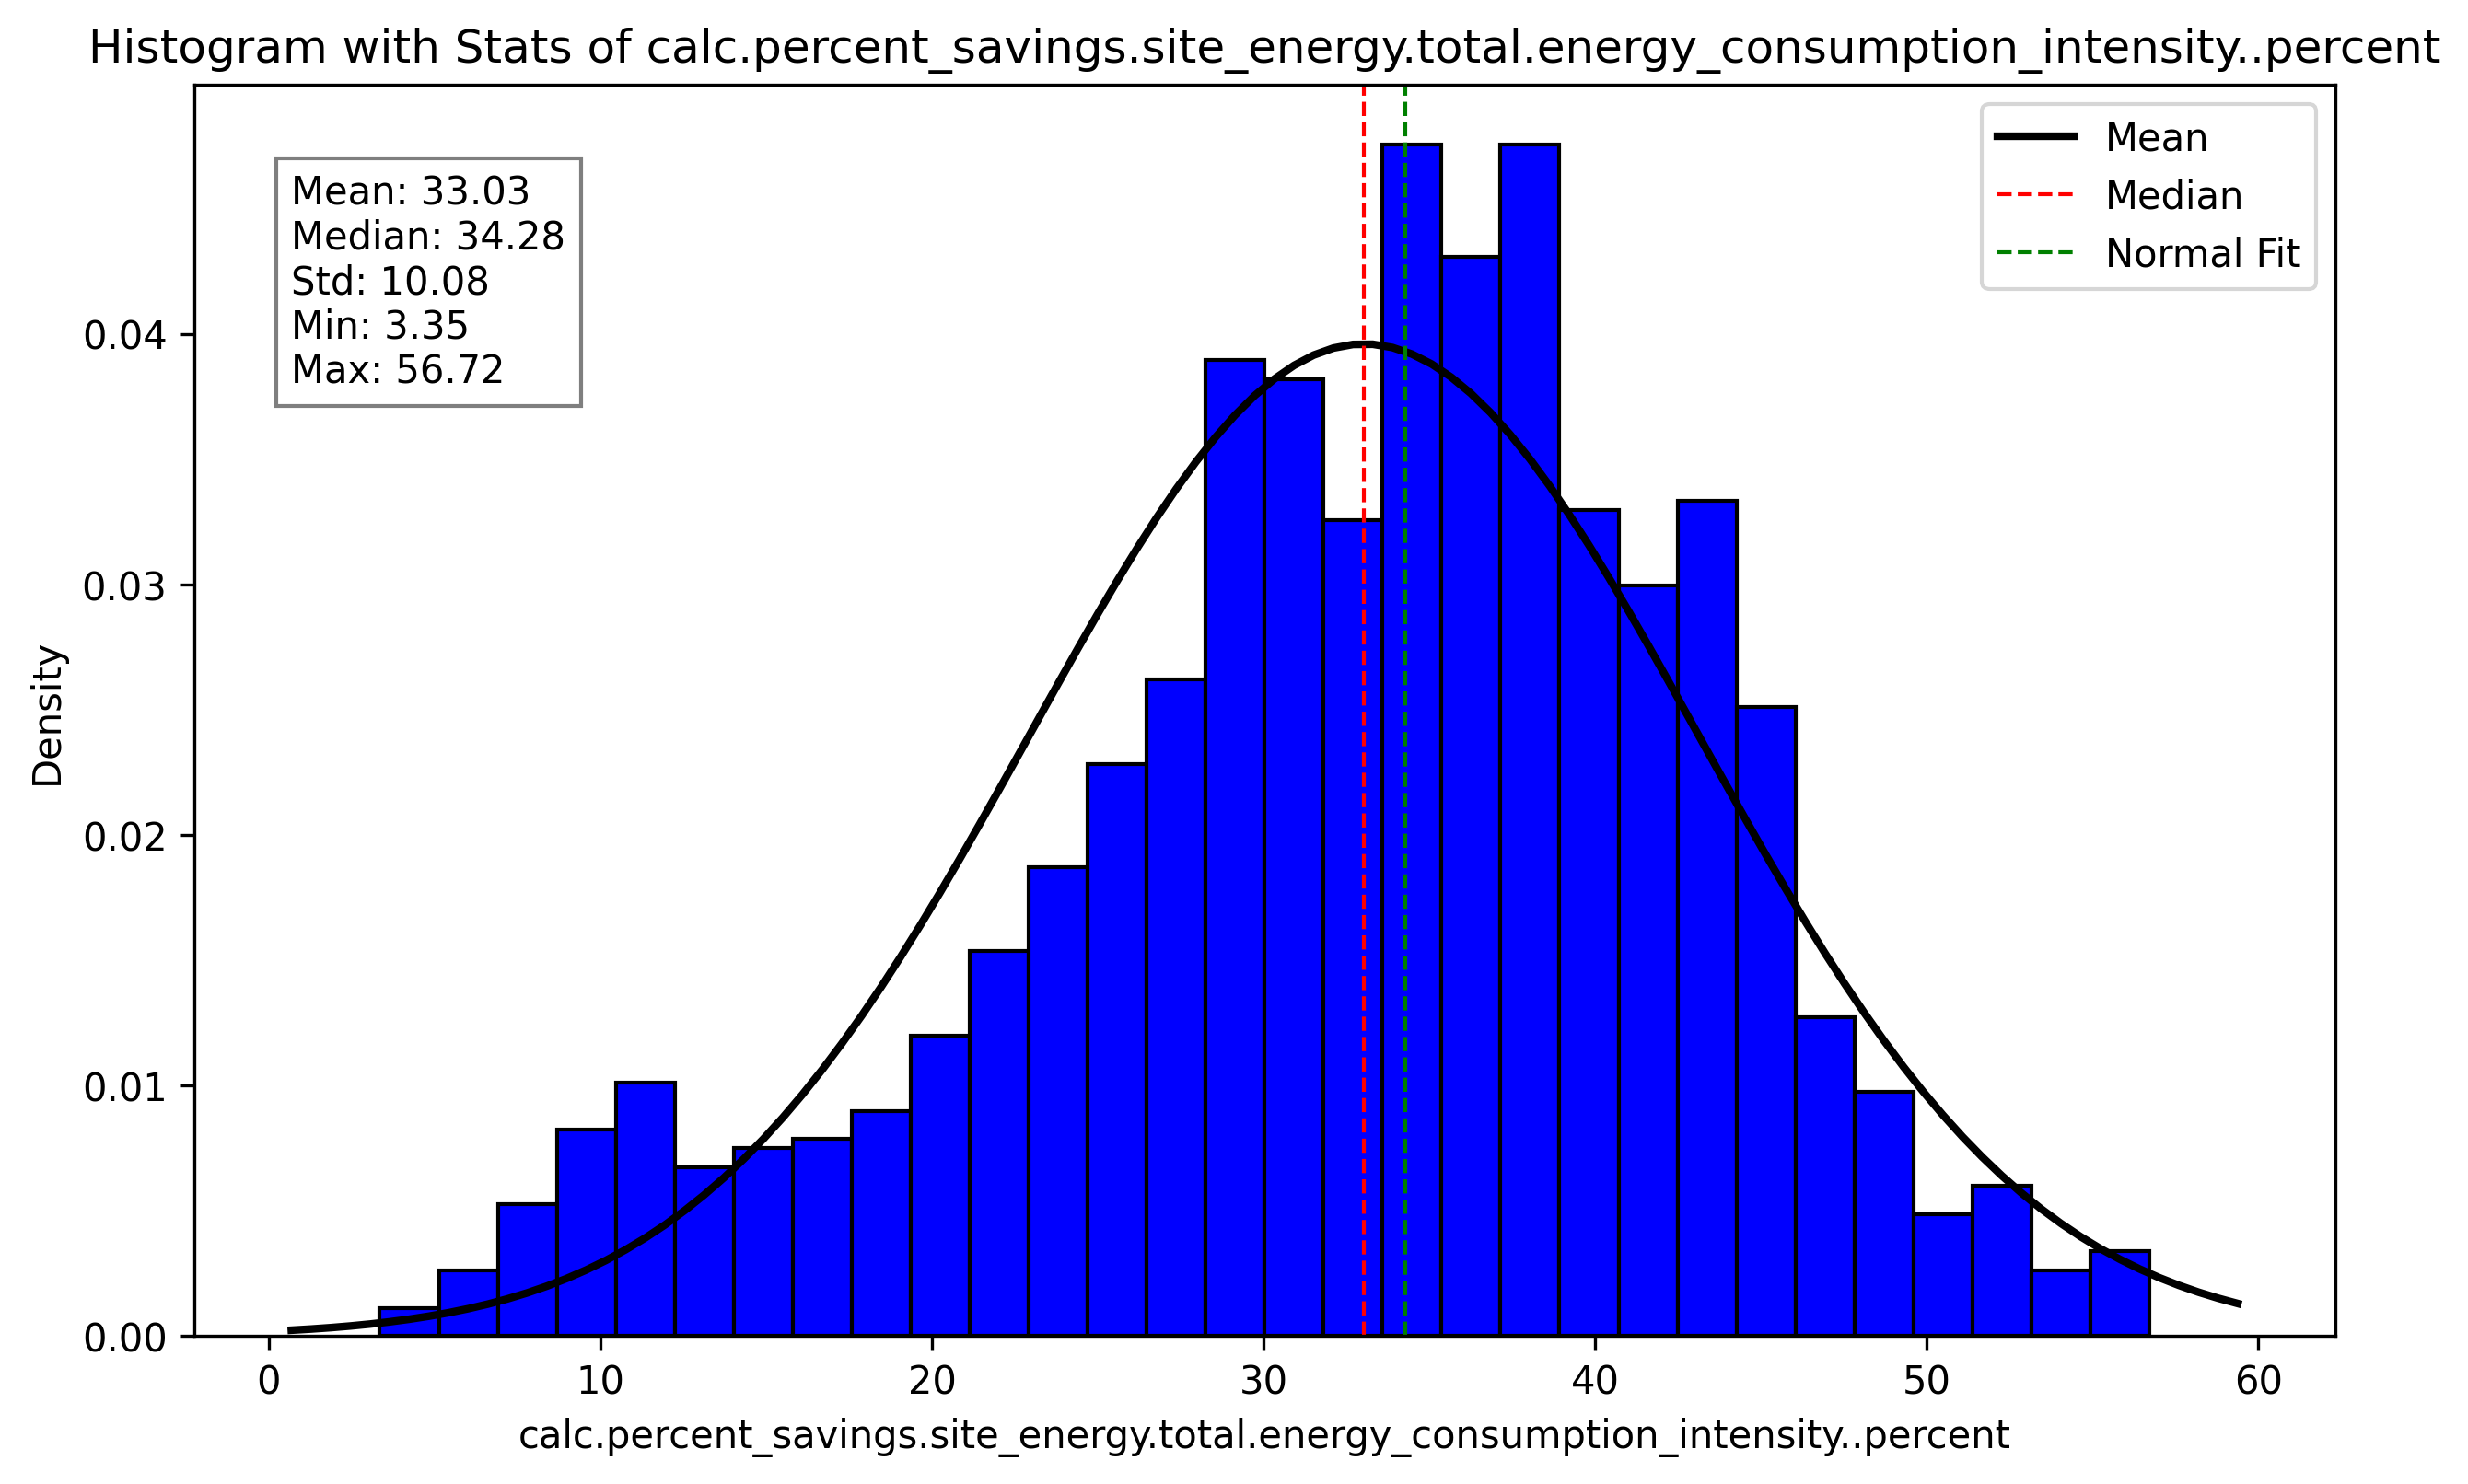 Histogram with Stats of calc.percent_savings.site_energy.total.energy_consumption_intensity..percent
Mean: 33.03
Median: 34.28
Std: 10.08
Min: 3.35
Max: 56.72
Mean
Median
Normal Fit
Density
0.04
0.03
0.02
0.01
0.00
0 10 20 30 40 50 60
calc.percent_savings.site_energy.total.energy_consumption_intensity..percent